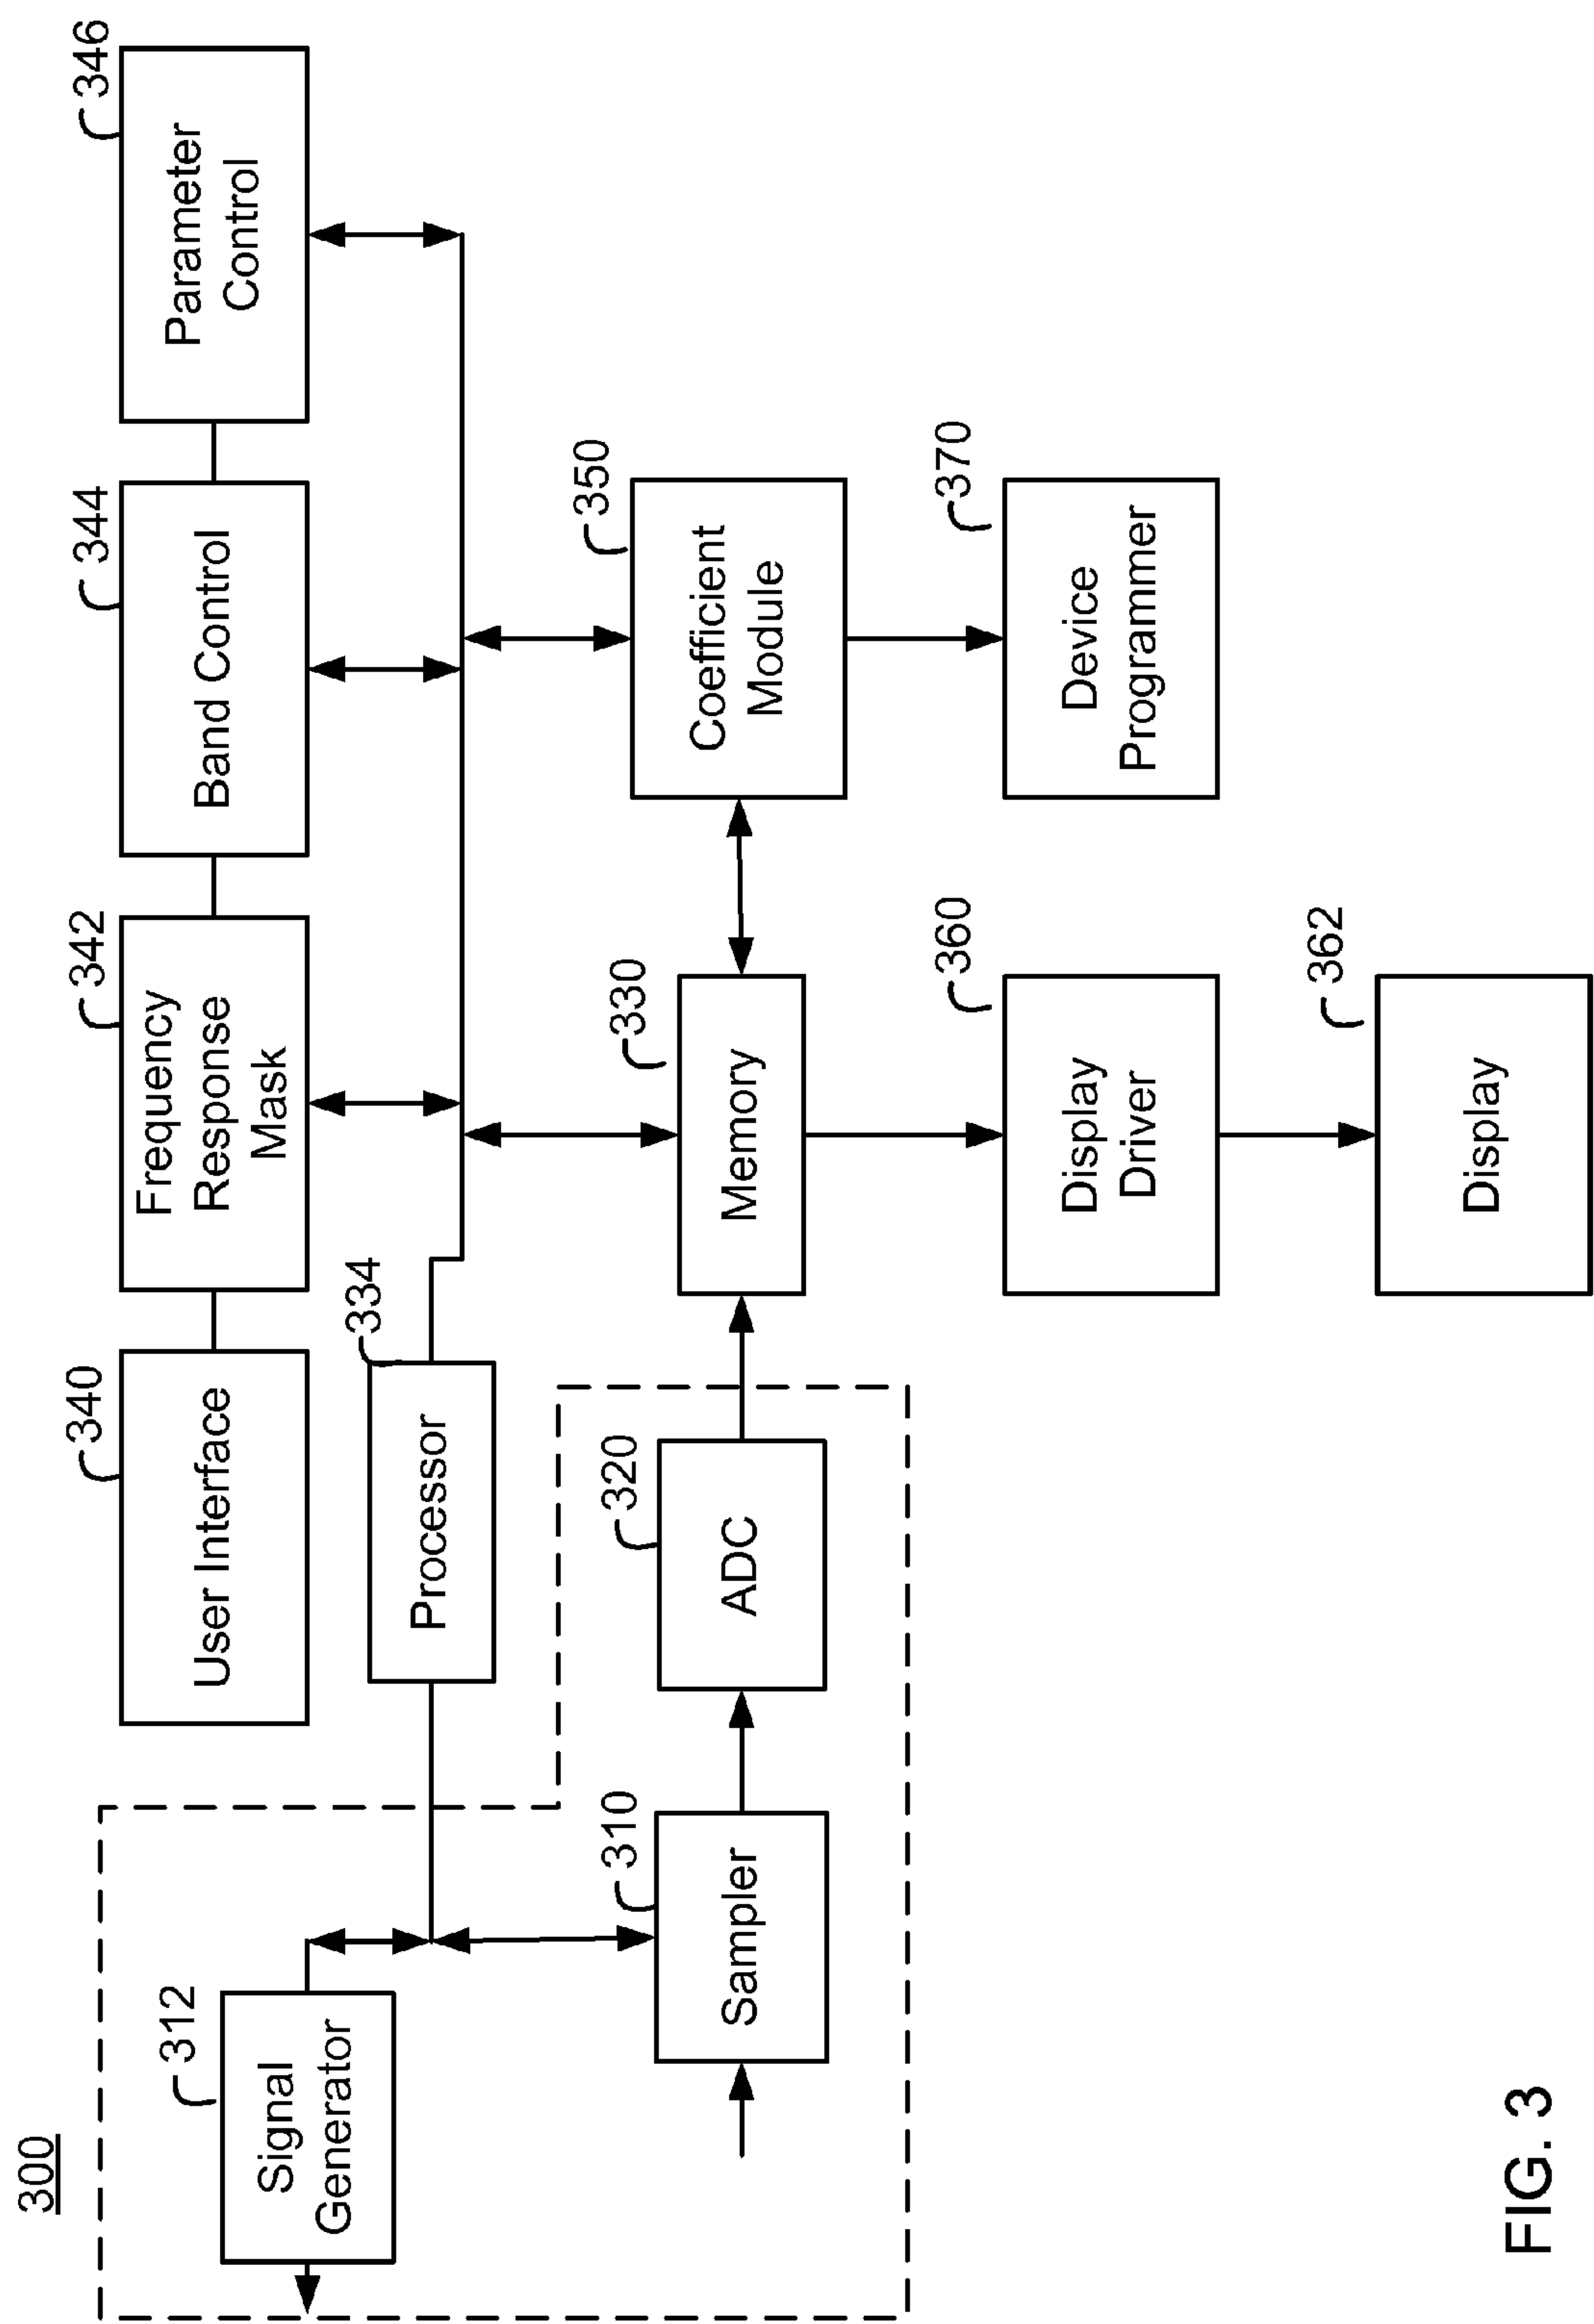 300
312
Signal
Generator
310
Sampler
320
ADC
334
Processor
340
User Interface
342
Frequency
Response
Mask
344
Band Control
346
Parameter
Control
330
Memory
350
Coefficient
Module
360
Display
Driver
370
Device
Programmer
362
Display
FIG. 3